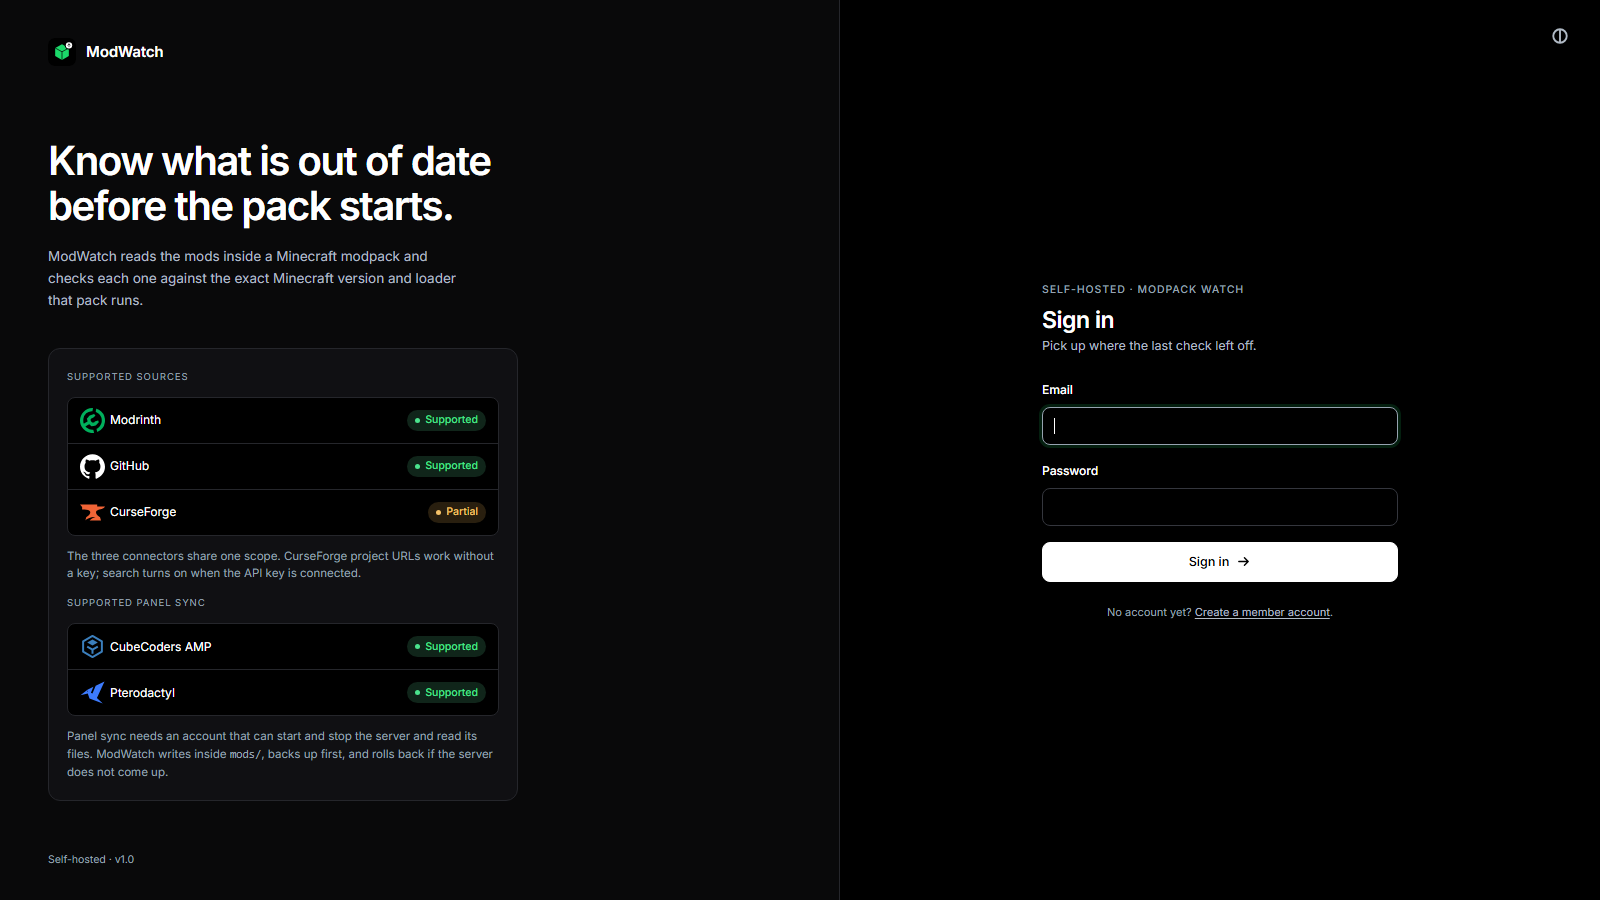 ModWatch
Know what is out of date
before the pack starts.
ModWatch reads the mods inside a Minecraft modpack and
checks each one against the exact Minecraft version and loader
that pack runs.
SUPPORTED SOURCES
Modrinth
Supported
GitHub
Supported
CurseForge
Partial
The three connectors share one scope. CurseForge project URLs work without
a key; search turns on when the API key is connected.
SUPPORTED PANEL SYNC
CubeCoders AMP
Supported
Pterodactyl
Supported
Panel sync needs an account that can start and stop the server and read its
files. ModWatch writes inside mods/, backs up first, and rolls back if the server
does not come up.
Self-hosted · v1.0
SELF-HOSTED · MODPACK WATCH
Sign in
Pick up where the last check left off.
Email
Password
Sign in →
No account yet? Create a member account.